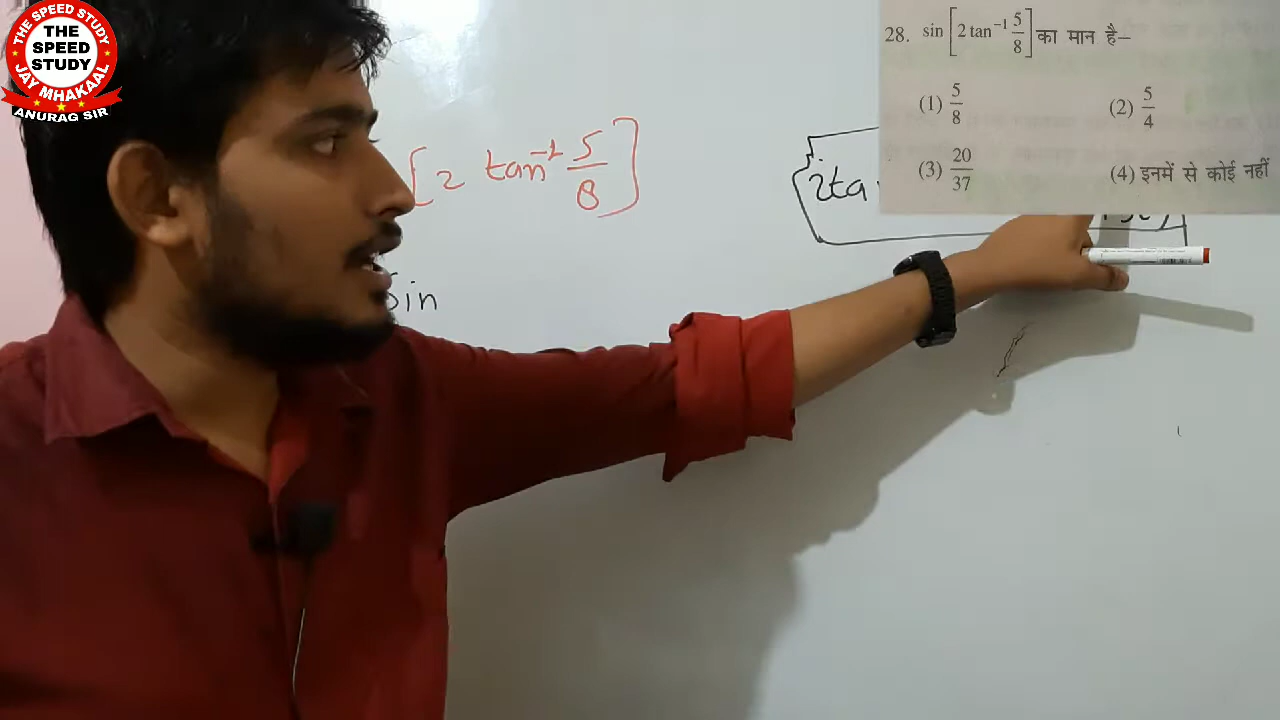 THE SPEED STUDY
THE
SPEED
STUDY
JAY MHAKAAL
ANURAG SIR
28. sin [2 tan⁻¹ 5/8] का मान है–
(1) 5/8
(2) 5/4
(3) 20/37
(4) इनमें से कोई नहीं
[2 tan⁻¹ 5/8]
2ta
Sin